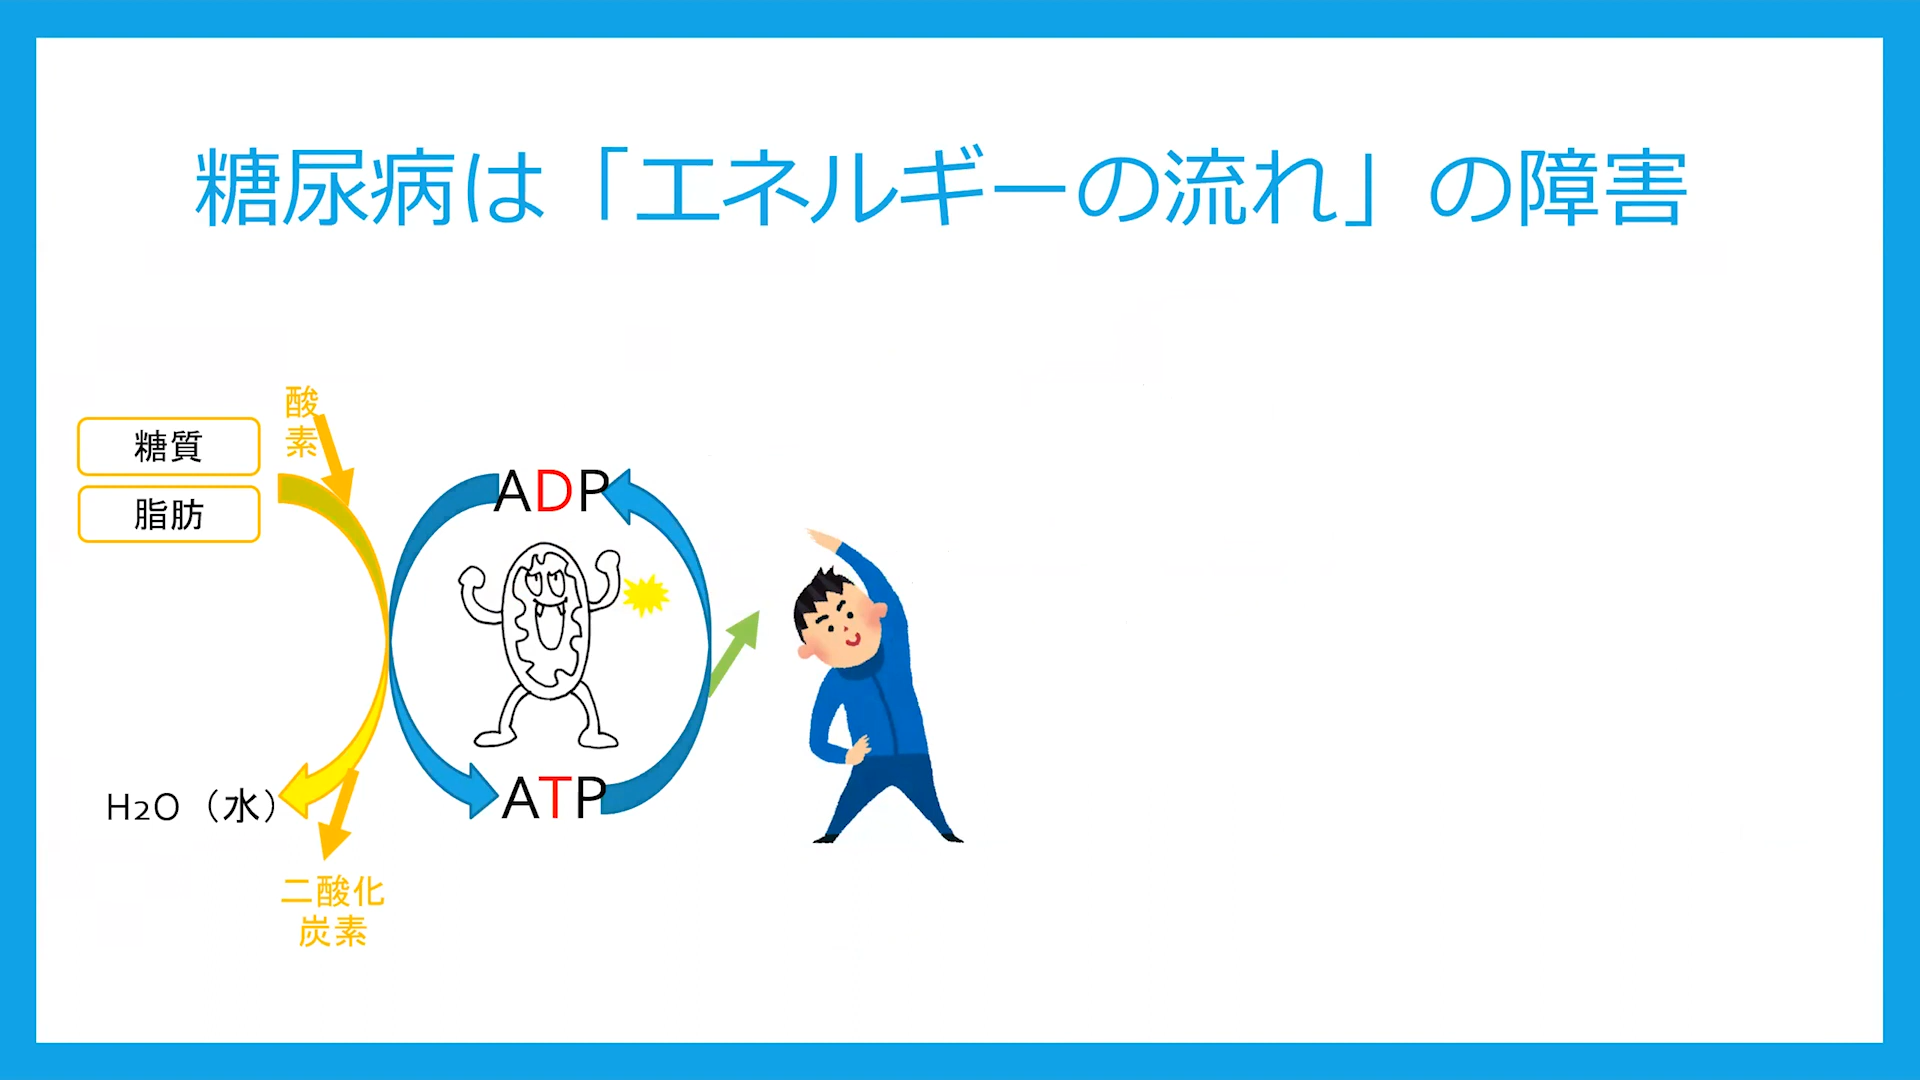 糖尿病は「エネルギーの流れ」の障害
酸
素
糖質
脂肪
ADP
ATP
H2O（水）
二酸化
炭素